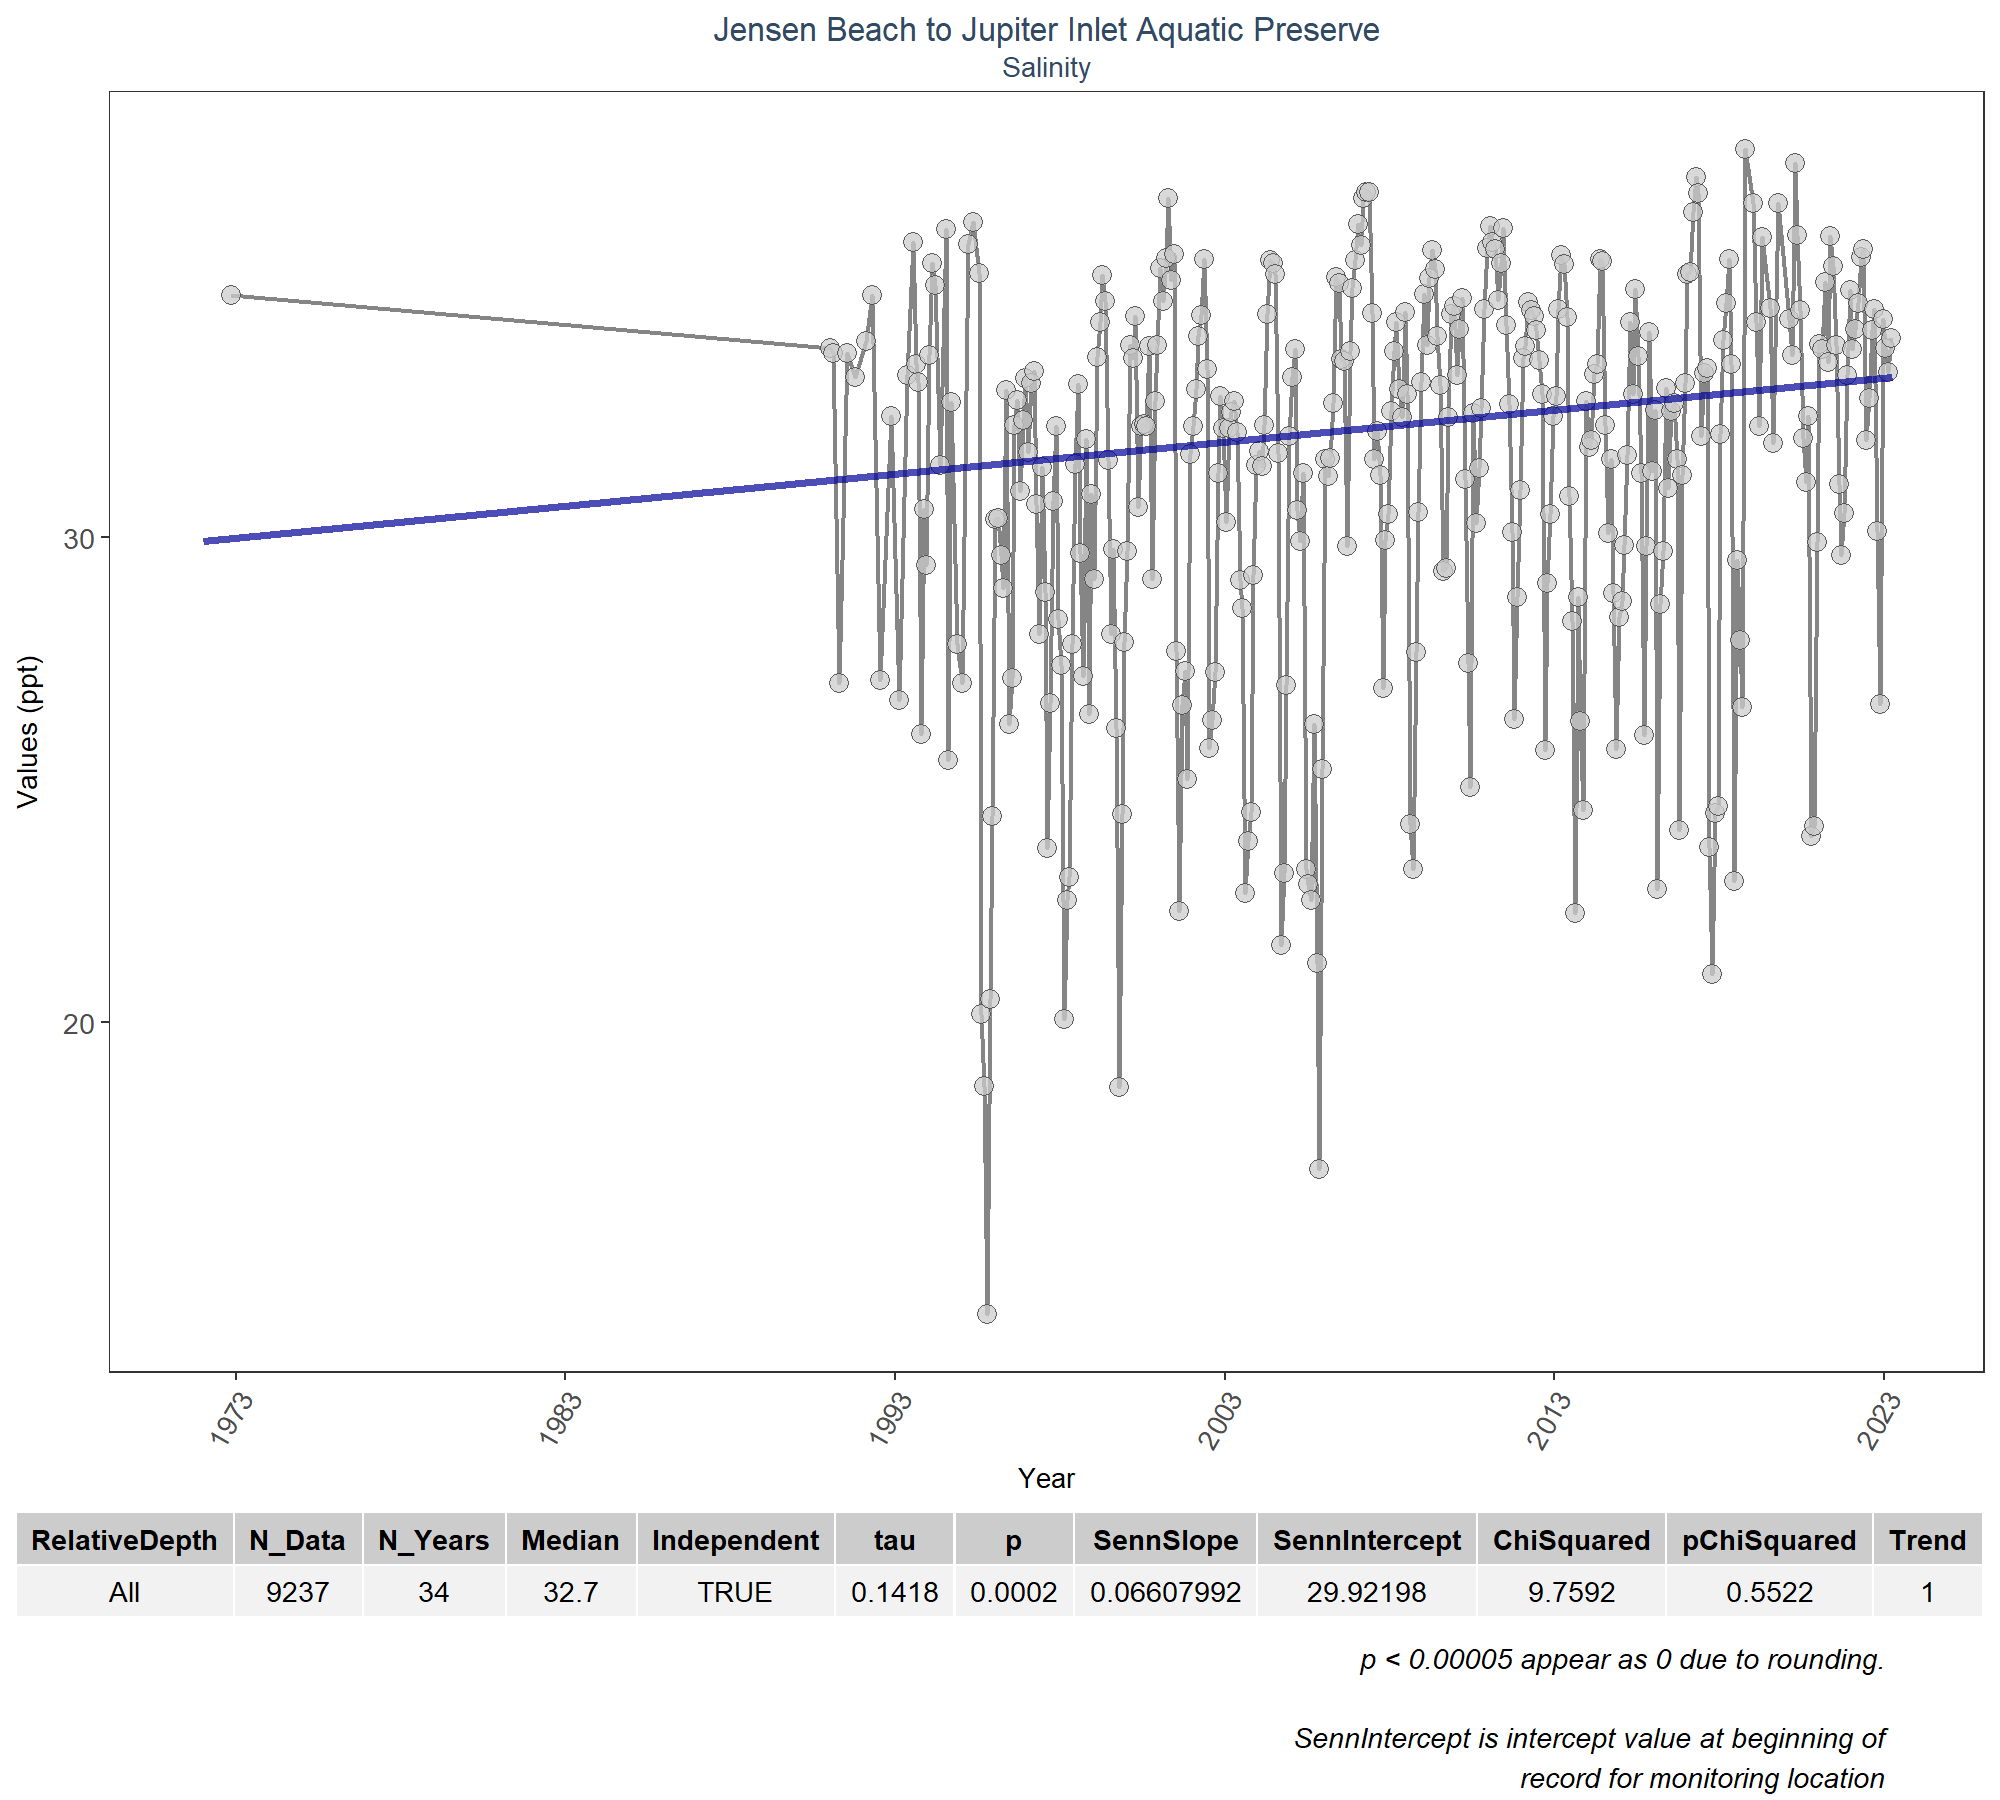 Jensen Beach to Jupiter Inlet Aquatic Preserve
Salinity
Values (ppt)
30
20
1973
1983
1993
2003
2013
2023
Year
RelativeDepth N_Data N_Years Median Independent tau p SennSlope SennIntercept ChiSquared pChiSquared Trend
All 9237 34 32.7 TRUE 0.1418 0.0002 0.06607992 29.92198 9.7592 0.5522 1
p < 0.00005 appear as 0 due to rounding.
SennIntercept is intercept value at beginning of
record for monitoring location